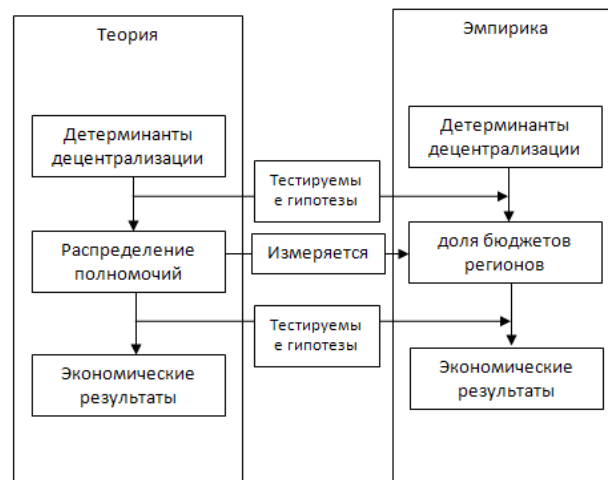 Теория
Эмпирика
Детерминанты
децентрализации
Детерминанты
децентрализации
Тестируемы
е гипотезы
Распределение
полномочий
Измеряется
доля бюджетов
регионов
Тестируемы
е гипотезы
Экономические
результаты
Экономические
результаты